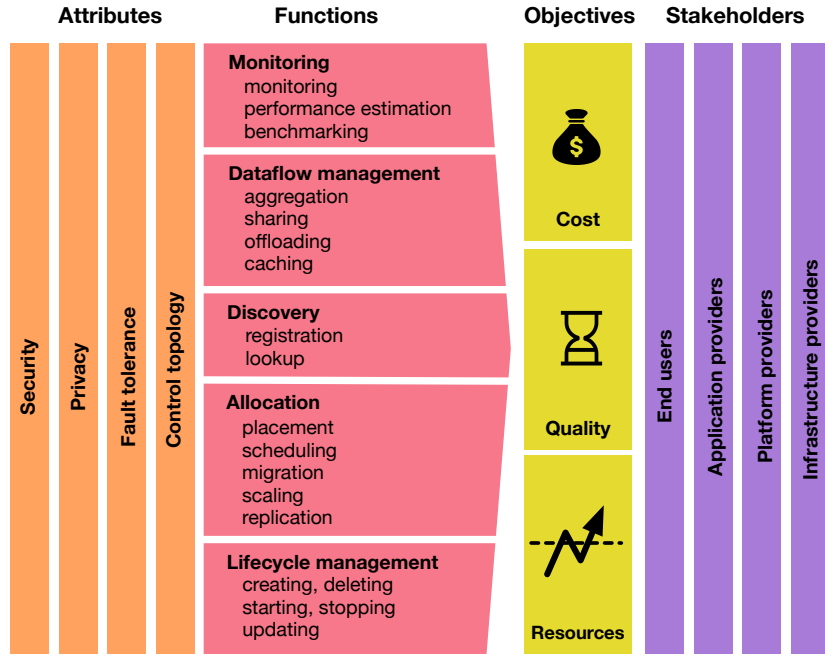 Attributes
Functions
Objectives
Stakeholders
Security
Privacy
Fault tolerance
Control topology
Monitoring
monitoring
performance estimation
benchmarking
Dataflow management
aggregation
sharing
offloading
caching
Discovery
registration
lookup
Allocation
placement
scheduling
migration
scaling
replication
Lifecycle management
creating, deleting
starting, stopping
updating
$
Cost
Quality
Resources
End users
Application providers
Platform providers
Infrastructure providers